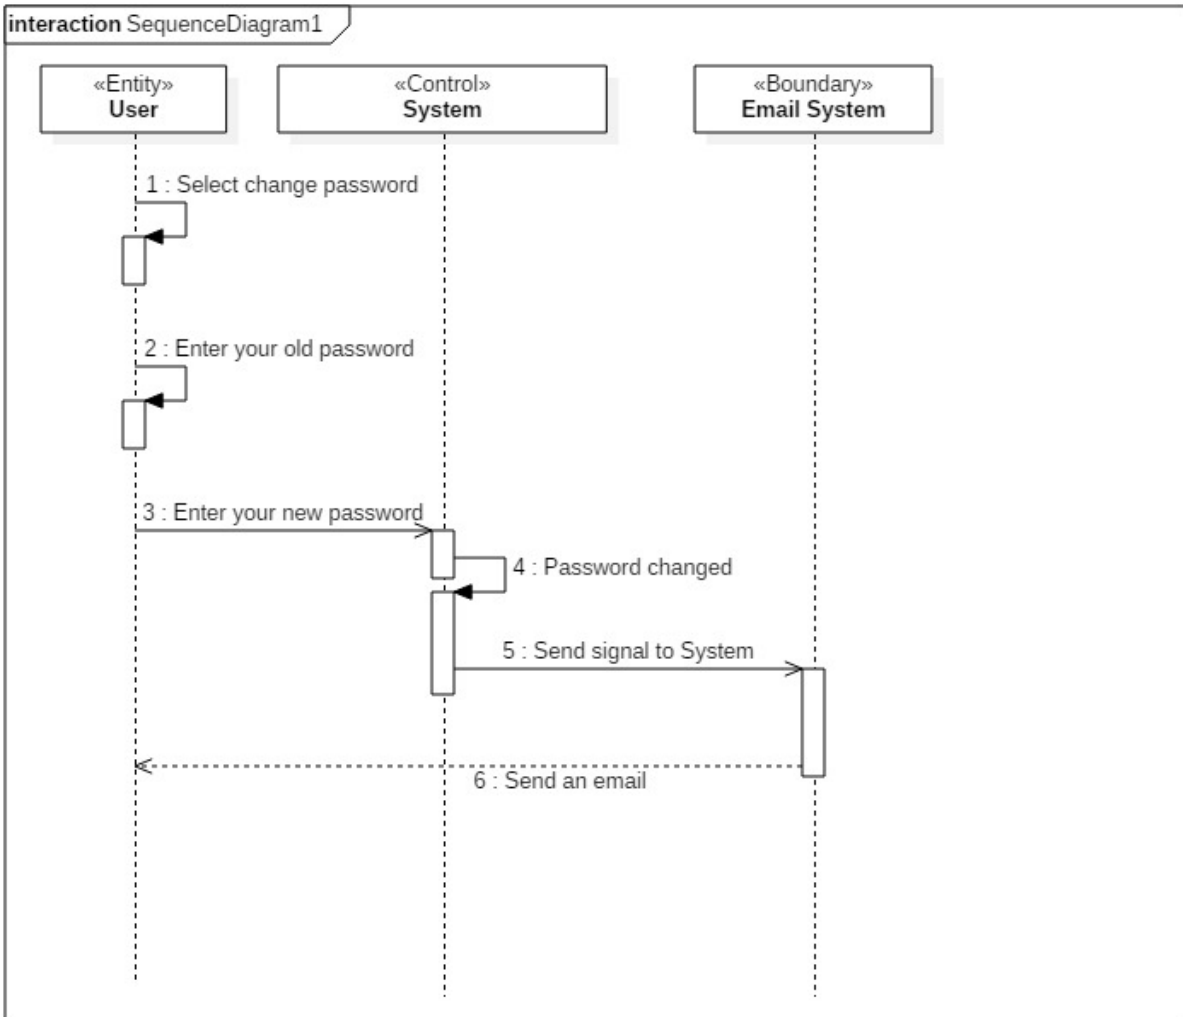 interaction SequenceDiagram1
«Entity»
User
«Control»
System
«Boundary»
Email System
1 : Select change password
2 : Enter your old password
3 : Enter your new password
4 : Password changed
5 : Send signal to System
6 : Send an email